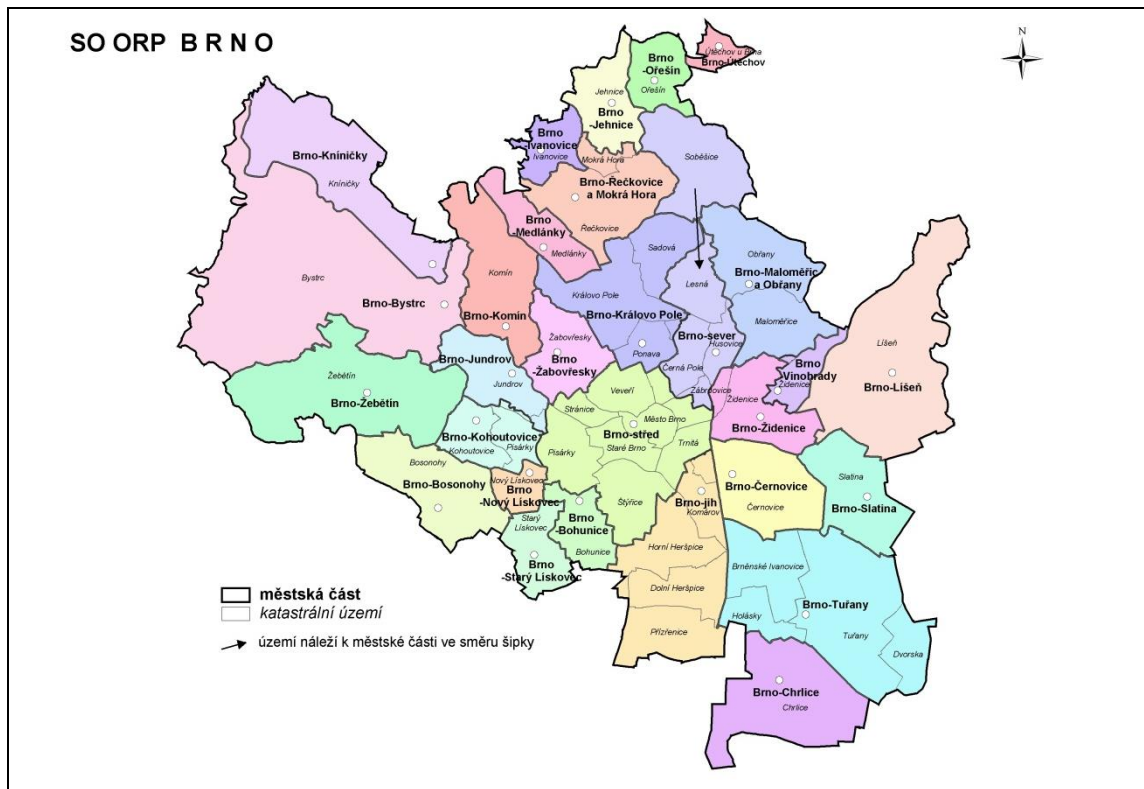 SO ORP B R N O
N
Útěchov u Brna
Brno-Útěchov
Brno
-Ořešín
Ořešín
Jehnice
Brno
-Jehnice
Brno
-Ivanovice
Ivanovice
Mokrá Hora
Soběšice
Brno-Kníničky
Kníničky
Brno-Řečkovice
a Mokrá Hora
Řečkovice
Brno
-Medlánky
Medlánky
Sadová
Obřany
Lesná
Brno-Maloměřic
a Obřany
Maloměřice
Bystrc
Brno-Bystrc
Komín
Brno-Komín
Královo Pole
Brno-Královo Pole
Ponava
Brno-sever
Husovice
Černá Pole
Zábrdovice
Žabovřesky
Brno
-Žabovřesky
Brno-Jundrov
Jundrov
Brno
-Vinohrady
Židenice
Líšeň
Brno-Líšeň
Židenice
Brno-Židenice
Žebětín
Brno-Žebětín
Veveří
Stránice
Město Brno
Brno-střed
Staré Brno
Trnitá
Pisárky
Štýřice
Brno-Kohoutovice
Kohoutovice
Pisárky
Bosonohy
Brno-Bosonohy
Nový Lískovec
Brno
-Nový Lískovec
Starý
Lískovec
Brno
-Starý Lískovec
Brno
-Bohunice
Bohunice
Brno-jih
Komárov
Horní Heršpice
Dolní Heršpice
Přízřenice
Brno-Černovice
Černovice
Slatina
Brno-Slatina
Brněnské Ivanovice
Brno-Tuřany
Holásky
Tuřany
Dvorska
Brno-Chrlice
Chrlice
městská část
katastrální území
území náleží k městské části ve směru šipky